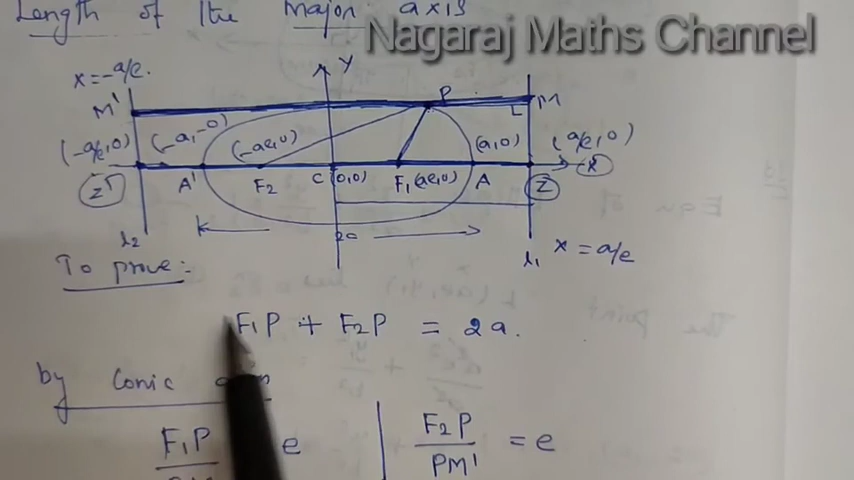 Length of the major axis
Nagaraj Maths Channel
x = -a/e.
Y
M'
P
M
L
(-a/e, 0)
(-a, -0)
(-ae, 0)
(a, 0)
(a/e, 0)
Z'
A'
F2
C
(0,0)
F1 (ae, 0)
A
Z
X
2a
l2
l1
x = a/e
To prove:-
F1P + F2P = 2a.
by Conic
F1P
e
F2P / PM' = e